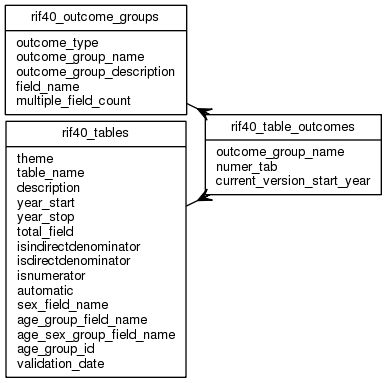 rif40_outcome_groups
outcome_type
outcome_group_name
outcome_group_description
field_name
multiple_field_count
rif40_tables
theme
table_name
description
year_start
year_stop
total_field
isindirectdenominator
isdirectdenominator
isnumerator
automatic
sex_field_name
age_group_field_name
age_sex_group_field_name
age_group_id
validation_date
rif40_table_outcomes
outcome_group_name
numer_tab
current_version_start_year